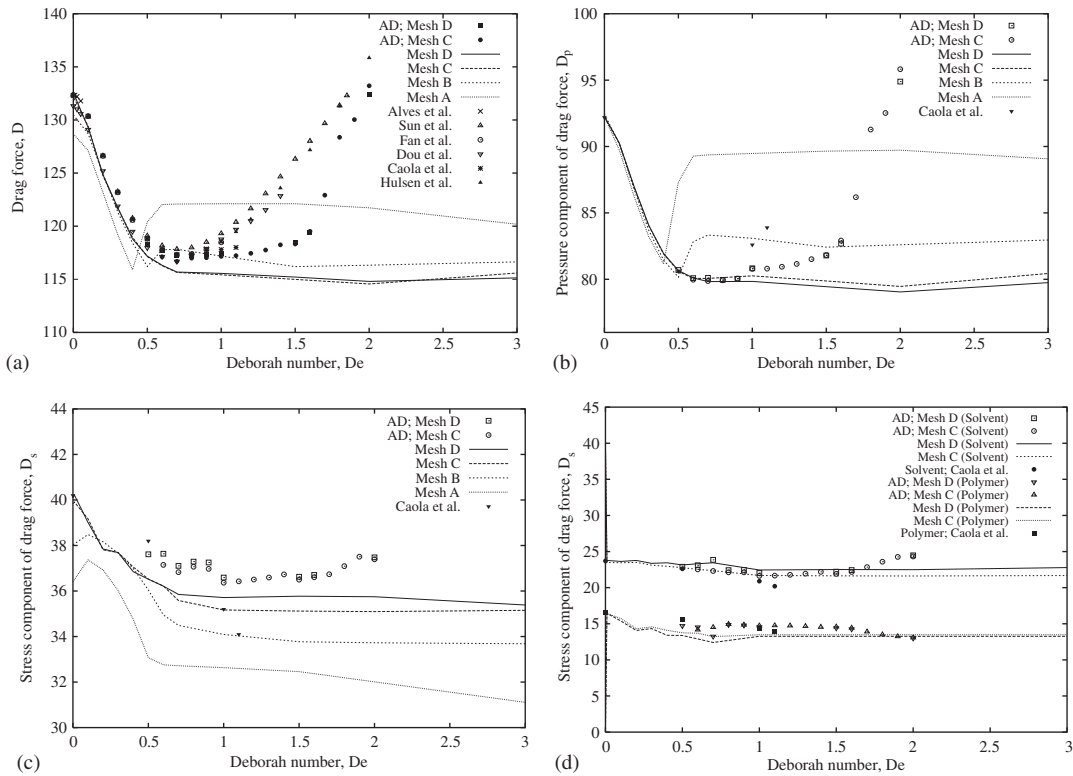 140
135
130
125
120
115
110
0
0.5
1
1.5
2
2.5
3
Drag force, D
Deborah number, De
(a)
AD; Mesh D
AD; Mesh C
Mesh D
Mesh C
Mesh B
Mesh A
Alves et al.
Sun et al.
Fan et al.
Dou et al.
Caola et al.
Hulsen et al.
100
95
90
85
80
0
0.5
1
1.5
2
2.5
3
Pressure component of drag force, Dp
Deborah number, De
(b)
AD; Mesh D
AD; Mesh C
Mesh D
Mesh C
Mesh B
Mesh A
Caola et al.
44
42
40
38
36
34
32
30
0
0.5
1
1.5
2
2.5
3
Stress component of drag force, Ds
Deborah number, De
(c)
AD; Mesh D
AD; Mesh C
Mesh D
Mesh C
Mesh B
Mesh A
Caola et al.
45
40
35
30
25
20
15
10
5
0
0
0.5
1
1.5
2
2.5
3
Stress component of drag force, Ds
Deborah number, De
(d)
AD; Mesh D (Solvent)
AD; Mesh C (Solvent)
Mesh D (Solvent)
Mesh C (Solvent)
Solvent; Caola et al.
AD; Mesh D (Polymer)
AD; Mesh C (Polymer)
Mesh D (Polymer)
Mesh C (Polymer)
Polymer; Caola et al.